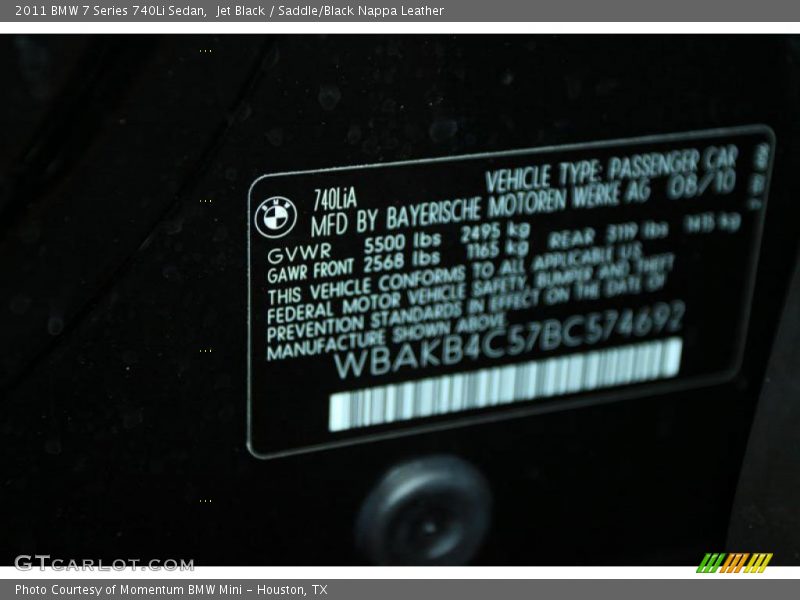 2011 BMW 7 Series 740Li Sedan, Jet Black / Saddle/Black Nappa Leather
740LiA VEHICLE TYPE: PASSENGER CAR
MFD BY BAYERISCHE MOTOREN WERKE AG 08/10
GVWR 5500 lbs 2495 kg
GAWR FRONT 2568 lbs 1165 kg REAR 3119 lbs 1415 kg
THIS VEHICLE CONFORMS TO ALL APPLICABLE U.S.
FEDERAL MOTOR VEHICLE SAFETY, BUMPER AND THEFT
PREVENTION STANDARDS IN EFFECT ON THE DATE OF
MANUFACTURE SHOWN ABOVE
WBAKB4C57BC574692
GTCARLOT.COM
Photo Courtesy of Momentum BMW Mini - Houston, TX